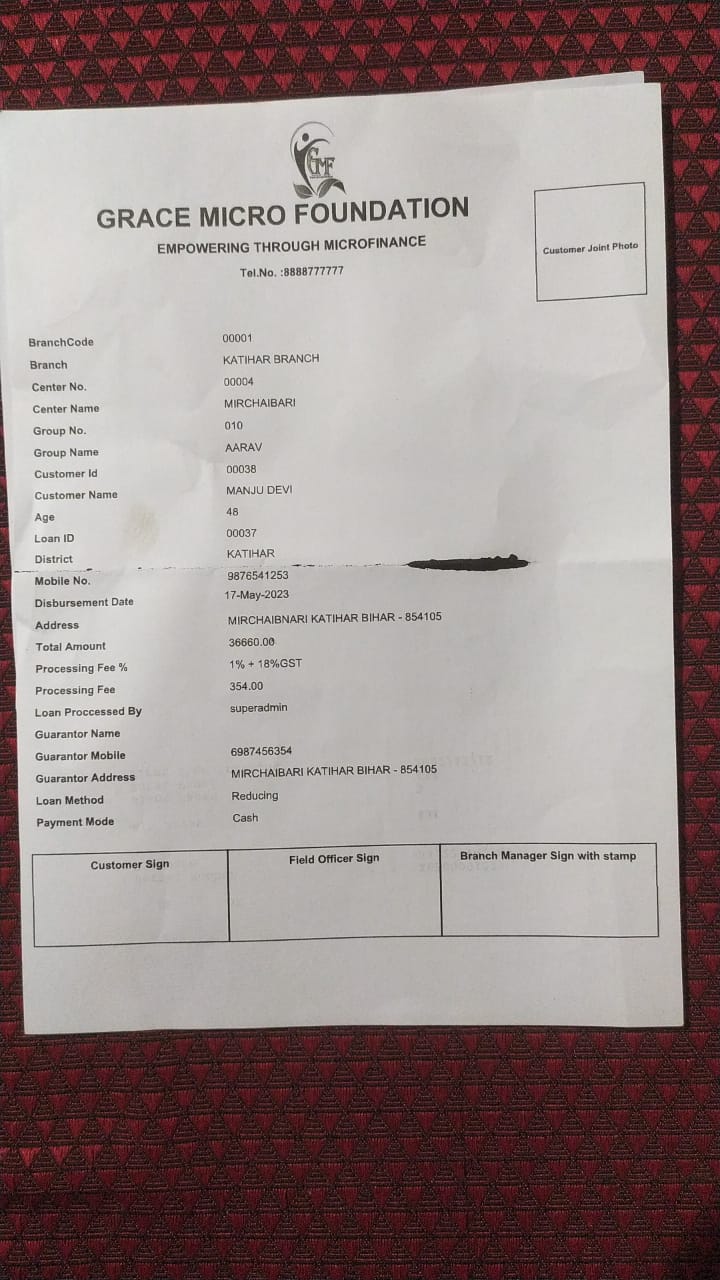 GMF
GRACE MICRO FOUNDATION
EMPOWERING THROUGH MICROFINANCE
Tel.No. :8888777777
Customer Joint Photo
BranchCode 00001
Branch KATIHAR BRANCH
Center No. 00004
Center Name MIRCHAIBARI
Group No. 010
Group Name AARAV
Customer Id 00038
Customer Name MANJU DEVI
Age 48
Loan ID 00037
District KATIHAR
Mobile No. 9876541253
Disbursement Date 17-May-2023
Address MIRCHAIBNARI KATIHAR BIHAR - 854105
Total Amount 36660.00
Processing Fee % 1% + 18%GST
Processing Fee 354.00
Loan Proccessed By superadmin
Guarantor Name
Guarantor Mobile 6987456354
Guarantor Address MIRCHAIBARI KATIHAR BIHAR - 854105
Loan Method Reducing
Payment Mode Cash
Customer Sign Field Officer Sign Branch Manager Sign with stamp